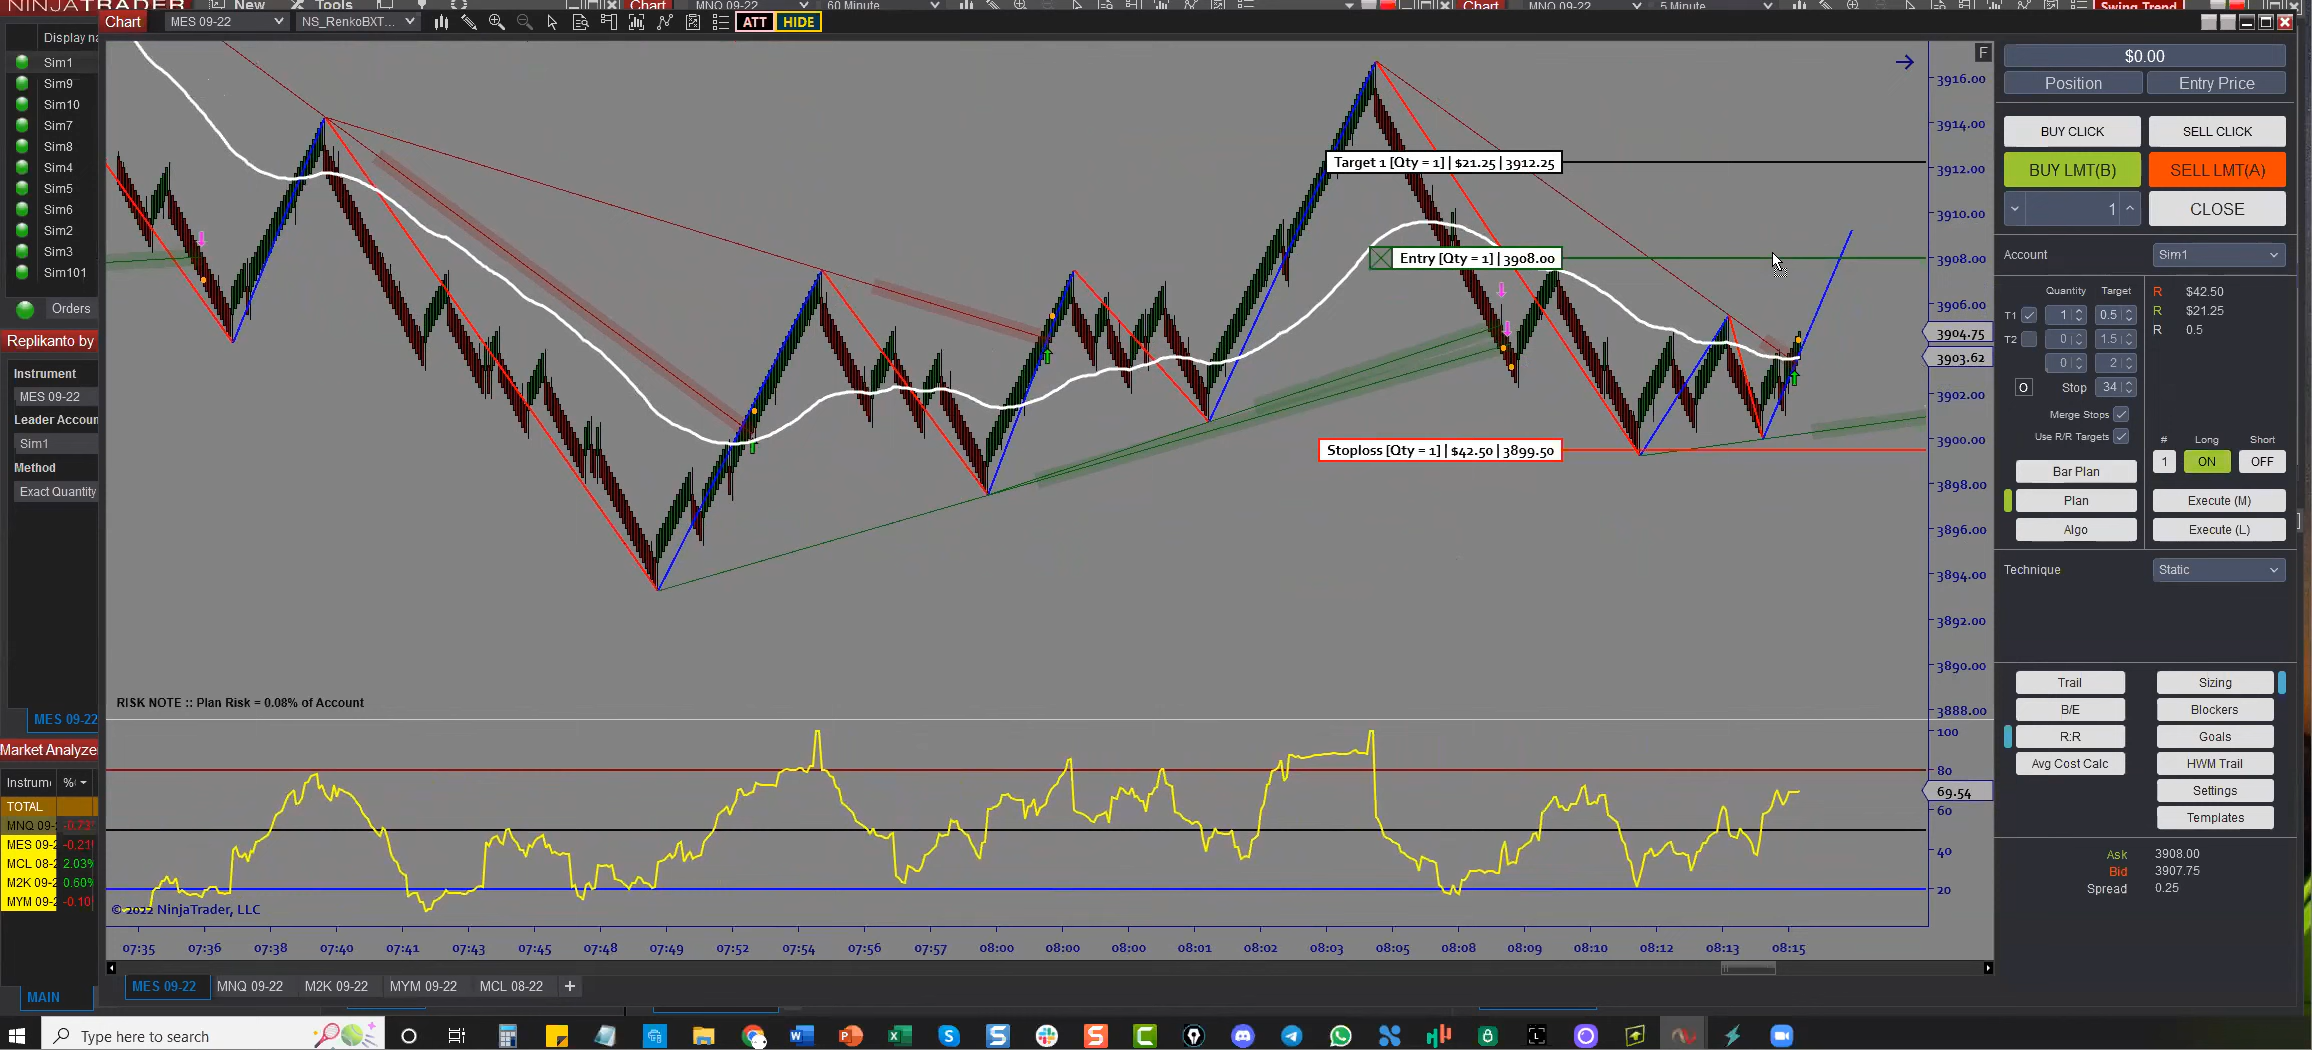 NINJATRADER New Tools
Chart MNQ 09-22 60 Minute Chart MNQ 09-22 5 Minute Swing Trend
Chart MES 09-22 NS_RenkoBXT... ATT HIDE
Display na
Sim1
Sim9
Sim10
Sim7
Sim8
Sim4
Sim5
Sim6
Sim2
Sim3
Sim101
Orders
Replikanto by
Instrument
MES 09-22
Leader Accoun
Sim1
Method
Exact Quantity
MES 09-22
Market Analyze
Instrum %
TOTAL
MNQ 09- -0.73
MES 09-2 -0.21
MCL 08- 2.03%
M2K 09-2 0.60%
MYM 09- -0.10
MAIN
Target 1 [Qty = 1] | $21.25 | 3912.25
Entry [Qty = 1] | 3908.00
Stoploss [Qty = 1] | $42.50 | 3899.50
RISK NOTE :: Plan Risk = 0.08% of Account
© 2022 NinjaTrader, LLC
F
3916.00
3914.00
3912.00
3910.00
3908.00
3906.00
3904.75
3903.62
3902.00
3900.00
3898.00
3896.00
3894.00
3892.00
3890.00
3888.00
100
80
69.54
60
40
20
07:35 07:36 07:38 07:40 07:41 07:43 07:45 07:48 07:49 07:52 07:54 07:56 07:57 08:00 08:00 08:00 08:01 08:02 08:03 08:05 08:08 08:09 08:10 08:12 08:13 08:15
MES 09-22 MNQ 09-22 M2K 09-22 MYM 09-22 MCL 08-22 +
$0.00
Position Entry Price
BUY CLICK SELL CLICK
BUY LMT(B) SELL LMT(A)
1 CLOSE
Account Sim1
Quantity Target R $42.50
T1 1 0.5 R $21.25
T2 0 1.5 R 0.5
0 2
O Stop 34
Merge Stops
Use R/R Targets # Long Short
1 ON OFF
Bar Plan
Plan Execute (M)
Algo Execute (L)
Technique Static
Trail Sizing
B/E Blockers
R:R Goals
Avg Cost Calc HWM Trail
Settings
Templates
Ask 3908.00
Bid 3907.75
Spread 0.25
Type here to search